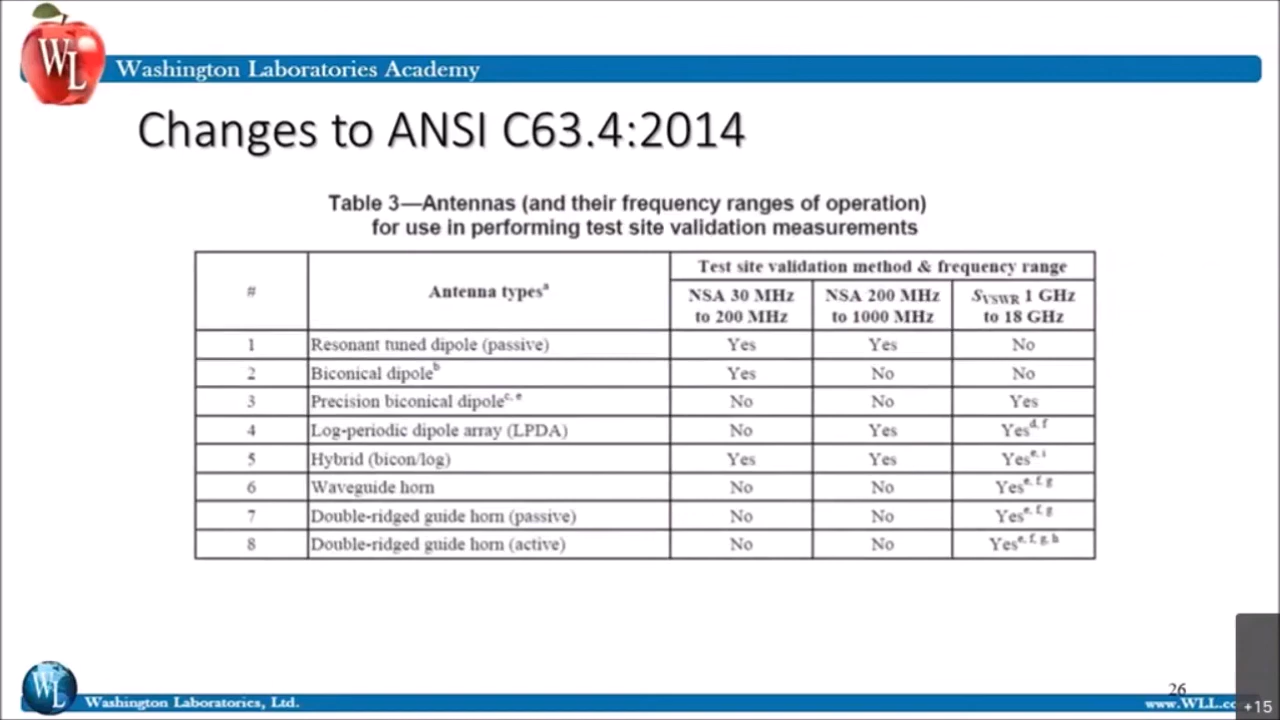 WL Washington Laboratories Academy
Changes to ANSI C63.4:2014
Table 3—Antennas (and their frequency ranges of operation)
for use in performing test site validation measurements
# Antenna typesᵃ Test site validation method & frequency range
NSA 30 MHz to 200 MHz NSA 200 MHz to 1000 MHz SVSWR 1 GHz to 18 GHz
1 Resonant tuned dipole (passive) Yes Yes No
2 Biconical dipoleᵇ Yes No No
3 Precision biconical dipoleᶜ, ᵉ No No Yes
4 Log-periodic dipole array (LPDA) No Yes Yesᵈ, ᶠ
5 Hybrid (bicon/log) Yes Yes Yesᵉ, ⁱ
6 Waveguide horn No No Yesᵉ, ᶠ, ᵍ
7 Double-ridged guide horn (passive) No No Yesᵉ, ᶠ, ᵍ
8 Double-ridged guide horn (active) No No Yesᵉ, ᶠ, ᵍ, ʰ
26
WL Washington Laboratories, Ltd. www.WLL.co
+15